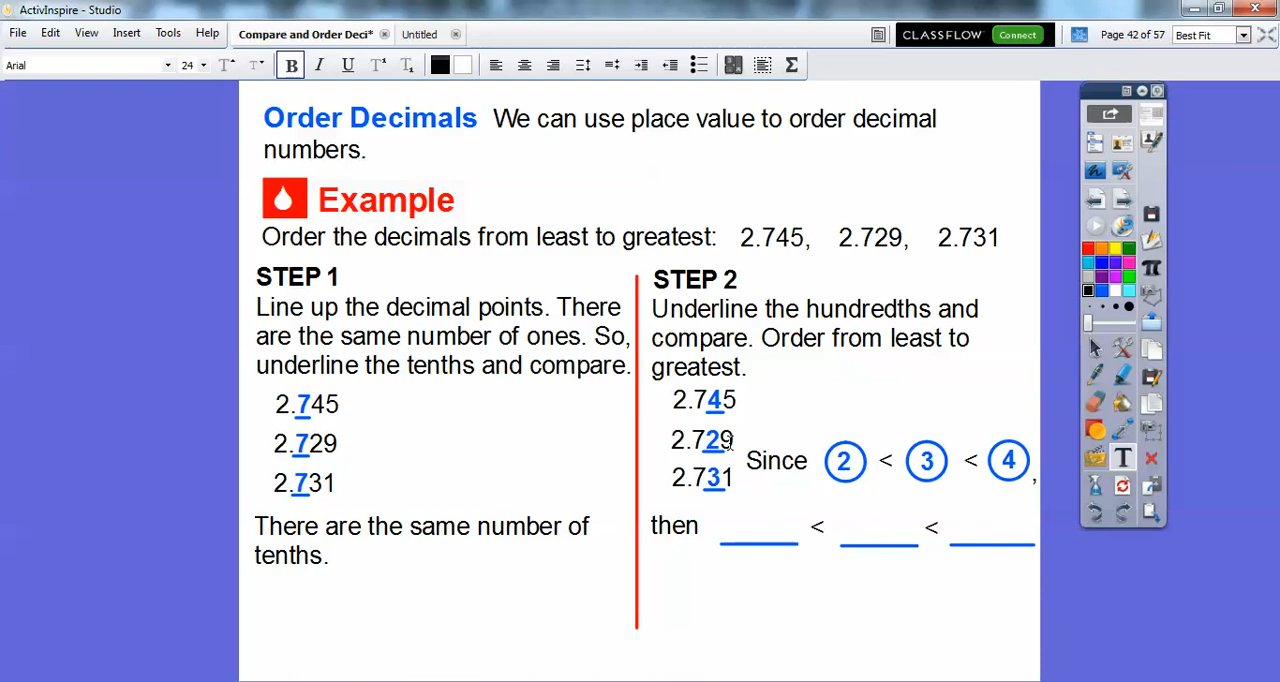 ActivInspire - Studio
File Edit View Insert Tools Help
Compare and Order Deci* Untitled
CLASSFLOW Connect
Page 42 of 57 Best Fit
Arial 24 B I U
Order Decimals We can use place value to order decimal
numbers.
Example
Order the decimals from least to greatest: 2.745, 2.729, 2.731
STEP 1
Line up the decimal points. There
are the same number of ones. So,
underline the tenths and compare.
2.745
2.729
2.731
There are the same number of
tenths.
STEP 2
Underline the hundredths and
compare. Order from least to
greatest.
2.745
2.729
2.731
Since 2 < 3 < 4 ,
then ____ < ____ < ____